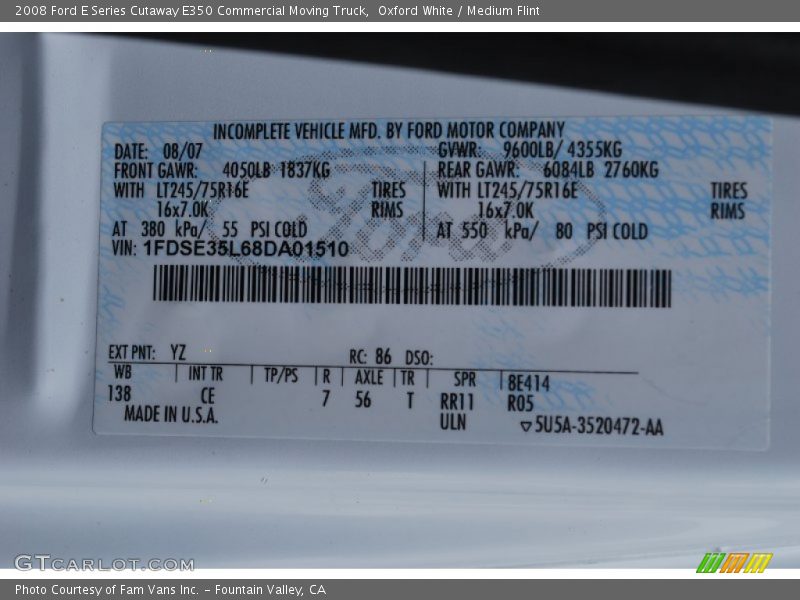 2008 Ford E Series Cutaway E350 Commercial Moving Truck,  Oxford White / Medium Flint
INCOMPLETE VEHICLE MFD. BY FORD MOTOR COMPANY
DATE: 08/07 GVWR: 9600LB/ 4355KG
FRONT GAWR: 4050LB 1837KG REAR GAWR: 6084LB 2760KG
WITH LT245/75R16E TIRES WITH LT245/75R16E TIRES
16x7.0K RIMS 16x7.0K RIMS
AT 380 kPa/ 55 PSI COLD AT 550 kPa/ 80 PSI COLD
VIN: 1FDSE35L68DA01510
Ford
EXT PNT: YZ RC: 86 DSO:
WB INT TR TP/PS R AXLE TR SPR 8E414
138 CE 7 56 T RR11 R05
MADE IN U.S.A. ULN ▽5U5A-3520472-AA
GTCARLOT.COM
Photo Courtesy of Fam Vans Inc. - Fountain Valley, CA